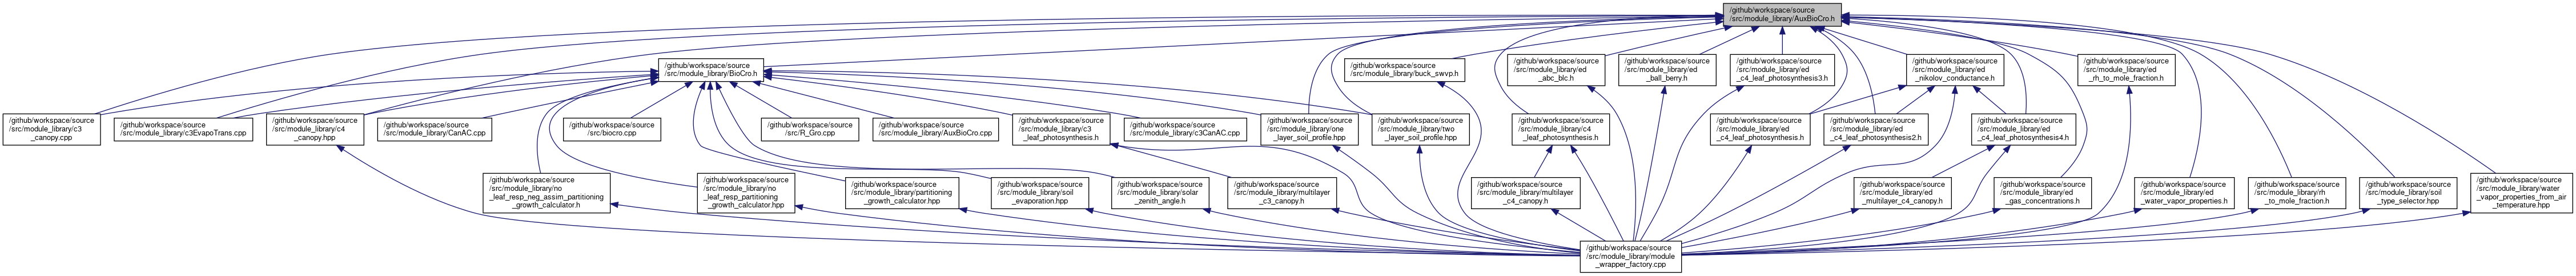 /github/workspace/source
/src/module_library/AuxBioCro.h
/github/workspace/source
/src/module_library/BioCro.h
/github/workspace/source
/src/module_library/buck_swvp.h
/github/workspace/source
/src/module_library/ed
_abc_blc.h
/github/workspace/source
/src/module_library/ed
_ball_berry.h
/github/workspace/source
/src/module_library/ed
_c4_leaf_photosynthesis3.h
/github/workspace/source
/src/module_library/ed
_nikolov_conductance.h
/github/workspace/source
/src/module_library/ed
_rh_to_mole_fraction.h
/github/workspace/source
/src/module_library/c3
_canopy.cpp
/github/workspace/source
/src/module_library/c3EvapoTrans.cpp
/github/workspace/source
/src/module_library/c4
_canopy.hpp
/github/workspace/source
/src/module_library/CanAC.cpp
/github/workspace/source
/src/biocro.cpp
/github/workspace/source
/src/R_Gro.cpp
/github/workspace/source
/src/module_library/AuxBioCro.cpp
/github/workspace/source
/src/module_library/c3
_leaf_photosynthesis.h
/github/workspace/source
/src/module_library/c3CanAC.cpp
/github/workspace/source
/src/module_library/one
_layer_soil_profile.hpp
/github/workspace/source
/src/module_library/two
_layer_soil_profile.hpp
/github/workspace/source
/src/module_library/c4
_leaf_photosynthesis.h
/github/workspace/source
/src/module_library/ed
_c4_leaf_photosynthesis.h
/github/workspace/source
/src/module_library/ed
_c4_leaf_photosynthesis2.h
/github/workspace/source
/src/module_library/ed
_c4_leaf_photosynthesis4.h
/github/workspace/source
/src/module_library/no
_leaf_resp_neg_assim_partitioning
_growth_calculator.h
/github/workspace/source
/src/module_library/no
_leaf_resp_partitioning
_growth_calculator.hpp
/github/workspace/source
/src/module_library/partitioning
_growth_calculator.hpp
/github/workspace/source
/src/module_library/soil
_evaporation.hpp
/github/workspace/source
/src/module_library/solar
_zenith_angle.h
/github/workspace/source
/src/module_library/multilayer
_c3_canopy.h
/github/workspace/source
/src/module_library/multilayer
_c4_canopy.h
/github/workspace/source
/src/module_library/ed
_multilayer_c4_canopy.h
/github/workspace/source
/src/module_library/ed
_gas_concentrations.h
/github/workspace/source
/src/module_library/ed
_water_vapor_properties.h
/github/workspace/source
/src/module_library/rh
_to_mole_fraction.h
/github/workspace/source
/src/module_library/soil
_type_selector.hpp
/github/workspace/source
/src/module_library/water
_vapor_properties_from_air
_temperature.hpp
/github/workspace/source
/src/module_library/module
_wrapper_factory.cpp